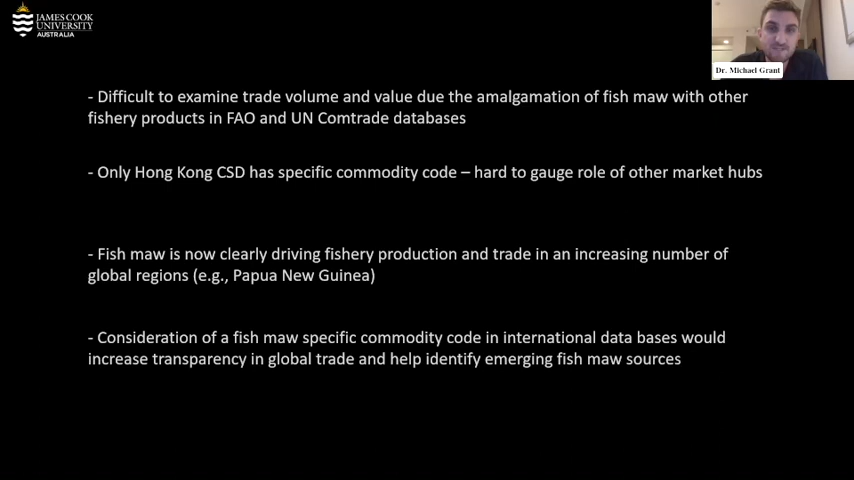 JAMES COOK
UNIVERSITY
AUSTRALIA
Dr. Michael Grant
- Difficult to examine trade volume and value due the amalgamation of fish maw with other
fishery products in FAO and UN Comtrade databases
- Only Hong Kong CSD has specific commodity code – hard to gauge role of other market hubs
- Fish maw is now clearly driving fishery production and trade in an increasing number of
global regions (e.g., Papua New Guinea)
- Consideration of a fish maw specific commodity code in international data bases would
increase transparency in global trade and help identify emerging fish maw sources